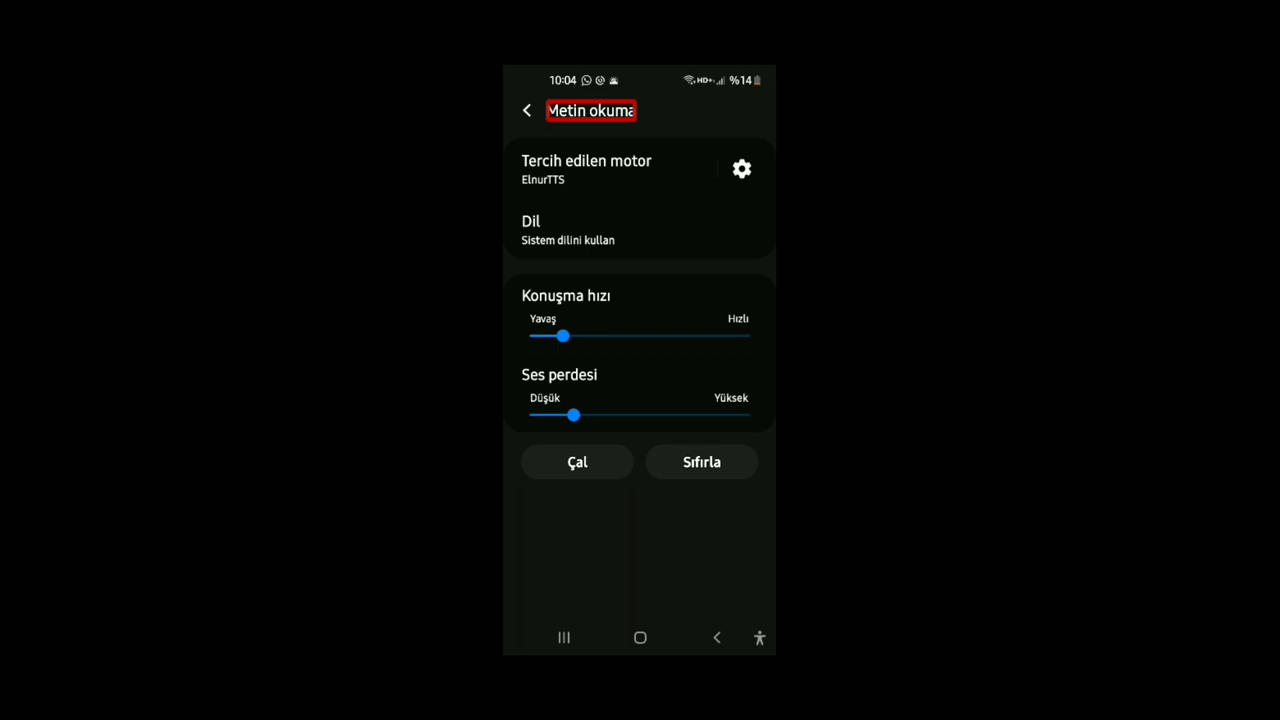 10:04 HD+ %14
Metin okuma
Tercih edilen motor
ElnurTTS
Dil
Sistem dilini kullan
Konuşma hızı
Yavaş Hızlı
Ses perdesi
Düşük Yüksek
Çal Sıfırla